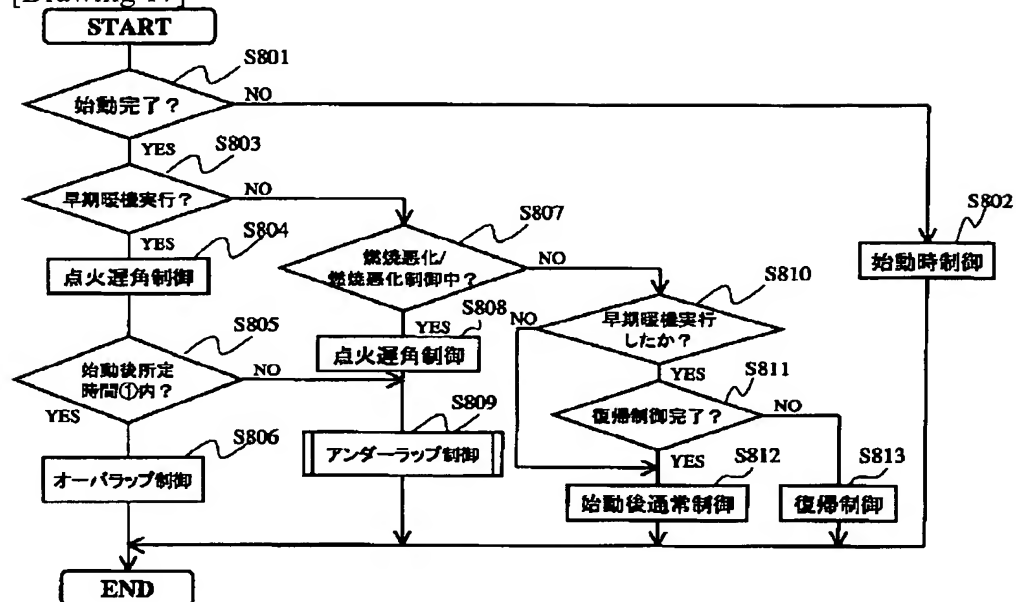 START
S801
始動完了?
NO
YES
S803
早期暖機実行?
NO
YES
S804
点火遅角制御
S805
始動後所定
時間①内?
NO
YES
S806
オーバラップ制御
S807
燃焼悪化/
燃焼悪化制御中?
NO
YES
S808
点火遅角制御
S809
アンダーラップ制御
S810
早期暖機実行
したか?
NO
YES
S811
復帰制御完了?
NO
YES
S812
始動後通常制御
S813
復帰制御
S802
始動時制御
END